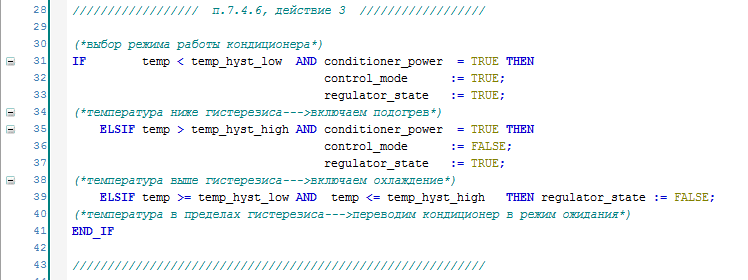 28 ////////////////// п.7.4.6, действие 3 //////////////////
29
30 (*выбор режима работы кондиционера*)
31 IF temp < temp_hyst_low AND conditioner_power = TRUE THEN
32 control_mode := TRUE;
33 regulator_state := TRUE;
34 (*температура ниже гистерезиса--->включаем подогрев*)
35 ELSIF temp > temp_hyst_high AND conditioner_power = TRUE THEN
36 control_mode := FALSE;
37 regulator_state := TRUE;
38 (*температура выше гистерезиса--->включаем охлаждение*)
39 ELSIF temp >= temp_hyst_low AND temp <= temp_hyst_high THEN regulator_state := FALSE;
40 (*температура в пределах гистерезиса--->переводим кондиционер в режим ожидания*)
41 END_IF
42
43 ///////////////////////////////////////////////////////////